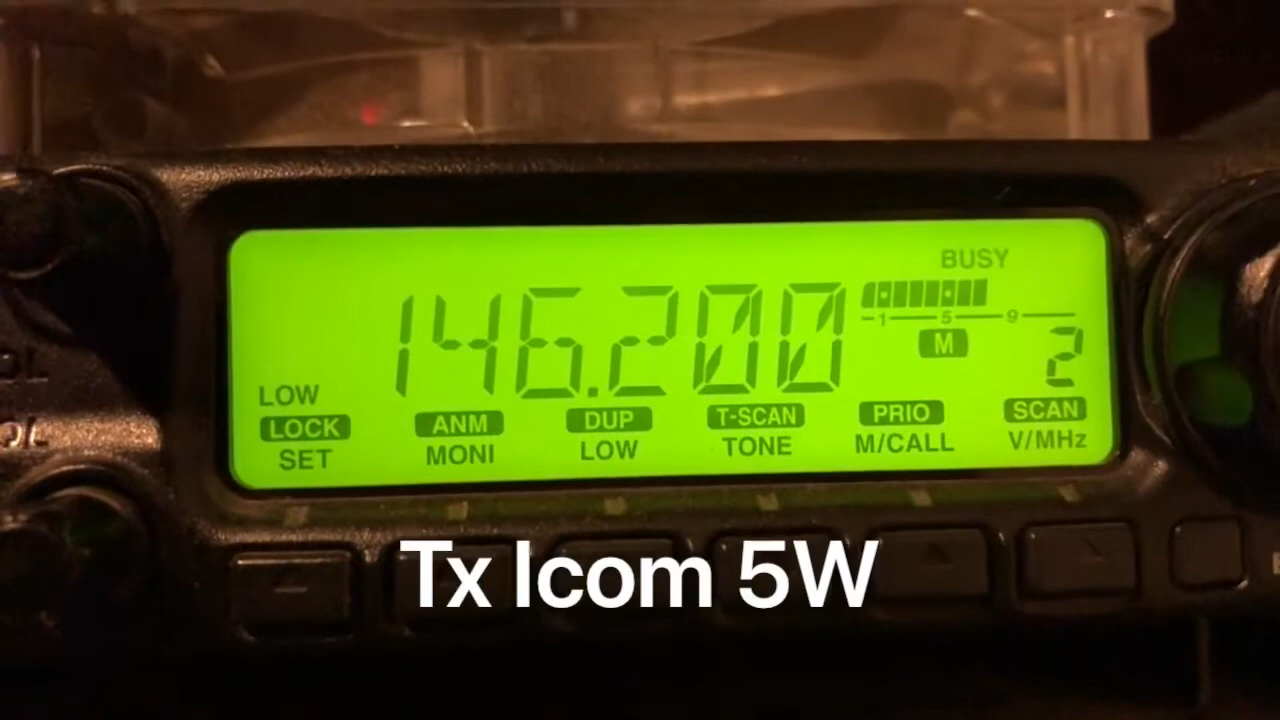 BUSY
146.200
1 5 9
M
2
LOW
LOCK ANM DUP T-SCAN PRIO SCAN
SET MONI LOW TONE M/CALL V/MHz
Tx Icom 5W